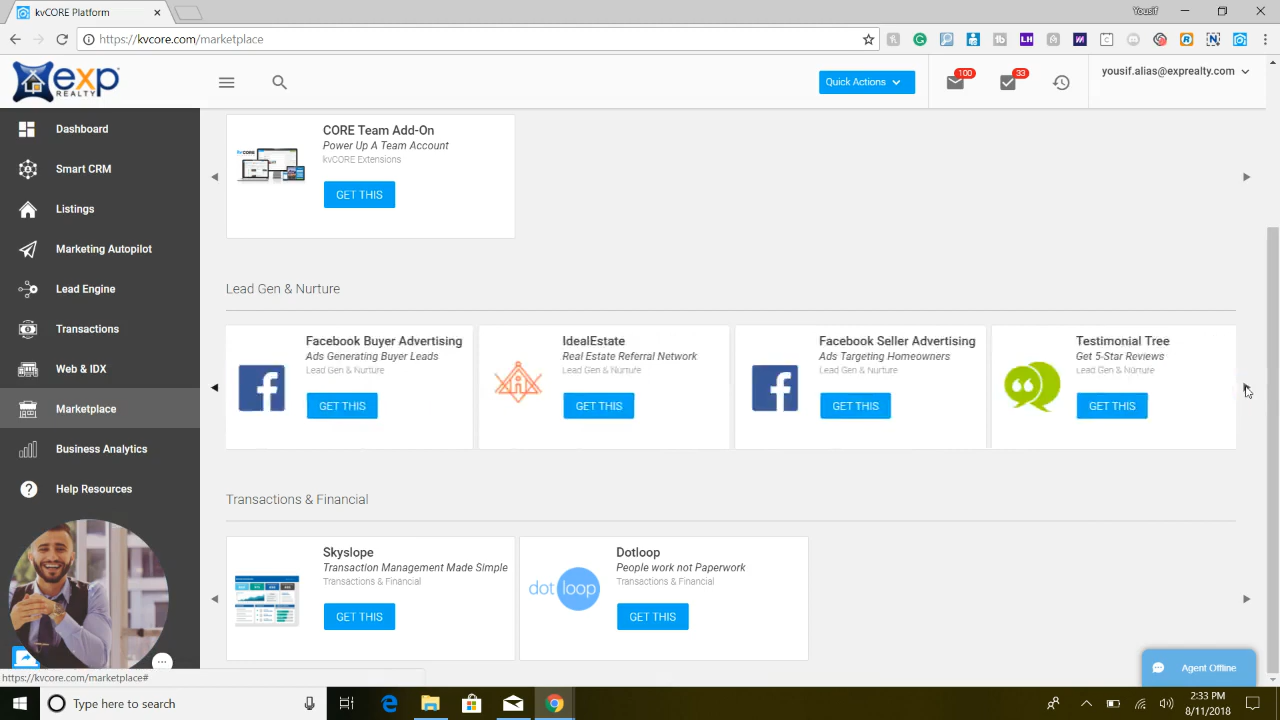 kvCORE Platform
Yousif
https://kvcore.com/marketplace
exp
REALTY
Quick Actions
100
33
yousif.alias@exprealty.com
Dashboard
Smart CRM
Listings
Marketing Autopilot
Lead Engine
Transactions
Web & IDX
Marketplace
Business Analytics
Help Resources
CORE Team Add-On
Power Up A Team Account
kvCORE Extensions
GET THIS
Lead Gen & Nurture
Facebook Buyer Advertising
Ads Generating Buyer Leads
Lead Gen & Nurture
GET THIS
IdealEstate
Real Estate Referral Network
Lead Gen & Nurture
GET THIS
Facebook Seller Advertising
Ads Targeting Homeowners
Lead Gen & Nurture
GET THIS
Testimonial Tree
Get 5-Star Reviews
Lead Gen & Nurture
GET THIS
Transactions & Financial
Skyslope
Transaction Management Made Simple
Transactions & Financial
GET THIS
dotloop
Dotloop
People work not Paperwork
Transactions & Financial
GET THIS
Agent Offline
https://kvcore.com/marketplace#
Type here to search
2:33 PM
8/11/2018